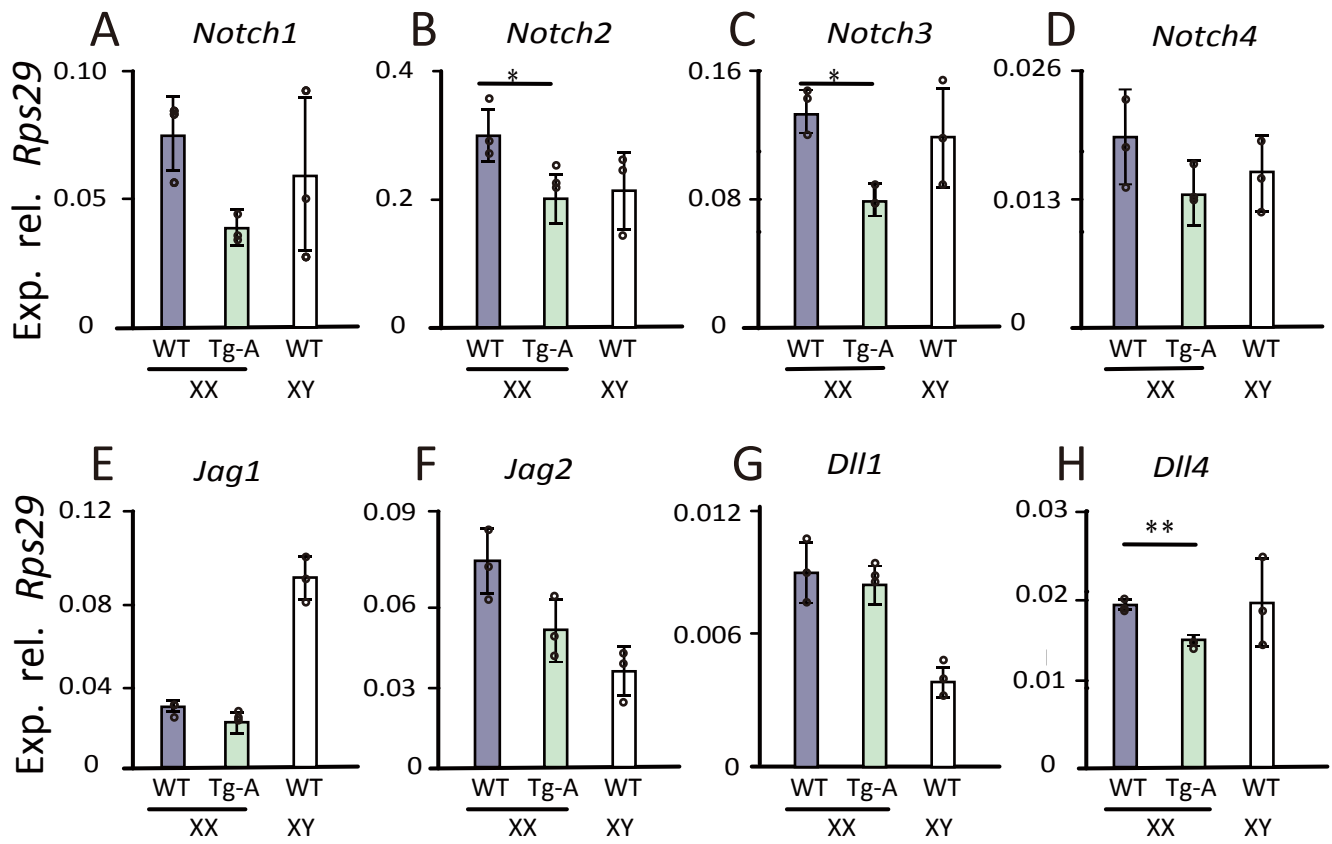 A Notch1
B Notch2
C Notch3
D Notch4
Exp. rel. Rps29
0.10
0.05
0
WT Tg-A WT
XX XY
0.4
0.2
0
*
WT Tg-A WT
XX XY
0.16
0.08
0
*
WT Tg-A WT
XX XY
0.026
0.013
0
WT Tg-A WT
XX XY
E Jag1
F Jag2
G Dll1
H Dll4
Exp. rel. Rps29
0.12
0.08
0.04
0
WT Tg-A WT
XX XY
0.09
0.06
0.03
0
WT Tg-A WT
XX XY
0.012
0.006
0
WT Tg-A WT
XX XY
0.03
0.02
0.01
0
**
WT Tg-A WT
XX XY